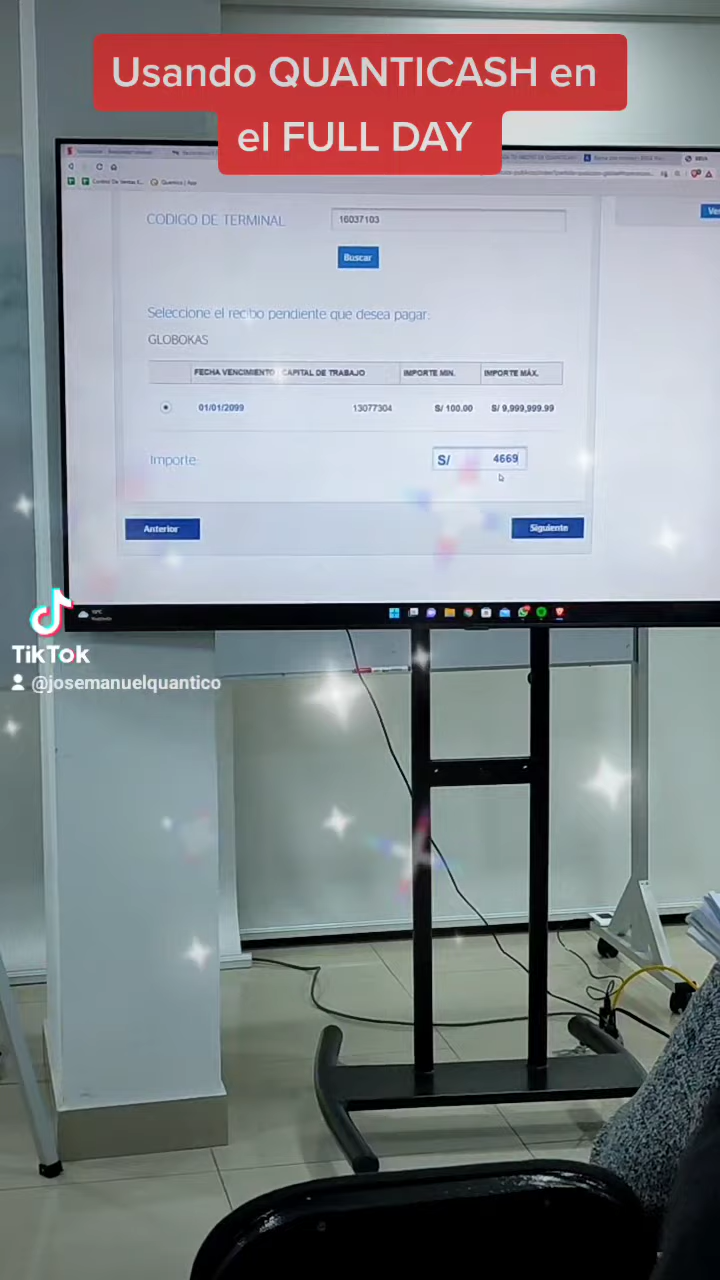 Usando QUANTICASH en
el FULL DAY
CODIGO DE TERMINAL
16037103
Buscar
Seleccione el recibo pendiente que desea pagar:
GLOBOKAS
FECHA VENCIMIENTO CAPITAL DE TRABAJO IMPORTE MIN. IMPORTE MÁX.
01/01/2099 13077304 S/ 100.00 S/ 9,999,999.99
Importe: S/ 4669
Anterior Siguiente
TikTok
@josemanuelquantico